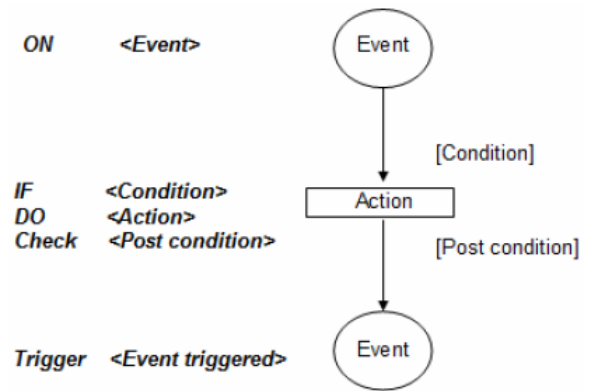 ON <Event> Event
[Condition]
IF <Condition>
DO <Action> Action
Check <Post condition> [Post condition]
Trigger <Event triggered> Event